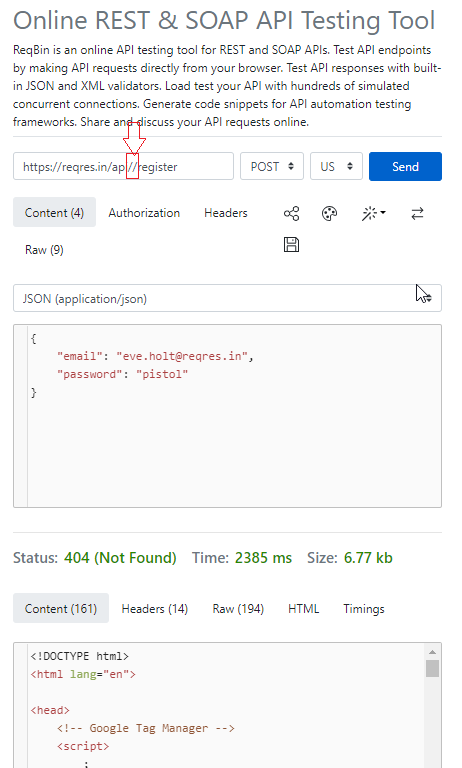 Online REST & SOAP API Testing Tool
ReqBin is an online API testing tool for REST and SOAP APIs. Test API endpoints
by making API requests directly from your browser. Test API responses with built-
in JSON and XML validators. Load test your API with hundreds of simulated
concurrent connections. Generate code snippets for API automation testing
frameworks. Share and discuss your API requests online.
https://reqres.in/api//register POST US Send
Content (4) Authorization Headers
Raw (9)
JSON (application/json)
{
"email": "eve.holt@reqres.in",
"password": "pistol"
}
Status: 404 (Not Found) Time: 2385 ms Size: 6.77 kb
Content (161) Headers (14) Raw (194) HTML Timings
<!DOCTYPE html>
<html lang="en">
<head>
<!-- Google Tag Manager -->
<script>